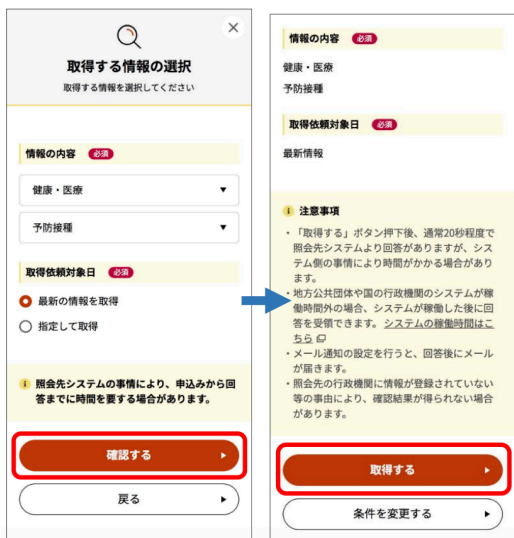 取得する情報の選択
取得する情報を選択してください
情報の内容 必須
健康・医療
予防接種
取得依頼対象日 必須
最新の情報を取得
指定して取得
照会先システムの事情により、申込みから回
答までに時間を要する場合があります。
確認する
戻る
情報の内容 必須
健康・医療
予防接種
取得依頼対象日 必須
最新情報
注意事項
・「取得する」ボタン押下後、通常20秒程度で
照会先システムより回答がありますが、シス
テム側の事情により時間がかかる場合があり
ます。
・地方公共団体や国の行政機関のシステムが稼
働時間外の場合、システムが稼働した後に回
答を受領できます。 システムの稼働時間はこ
ちら
・メール通知の設定を行うと、回答後にメール
が届きます。
・照会先の行政機関に情報が登録されていない
等の事由により、確認結果が得られない場合
があります。
取得する
条件を変更する